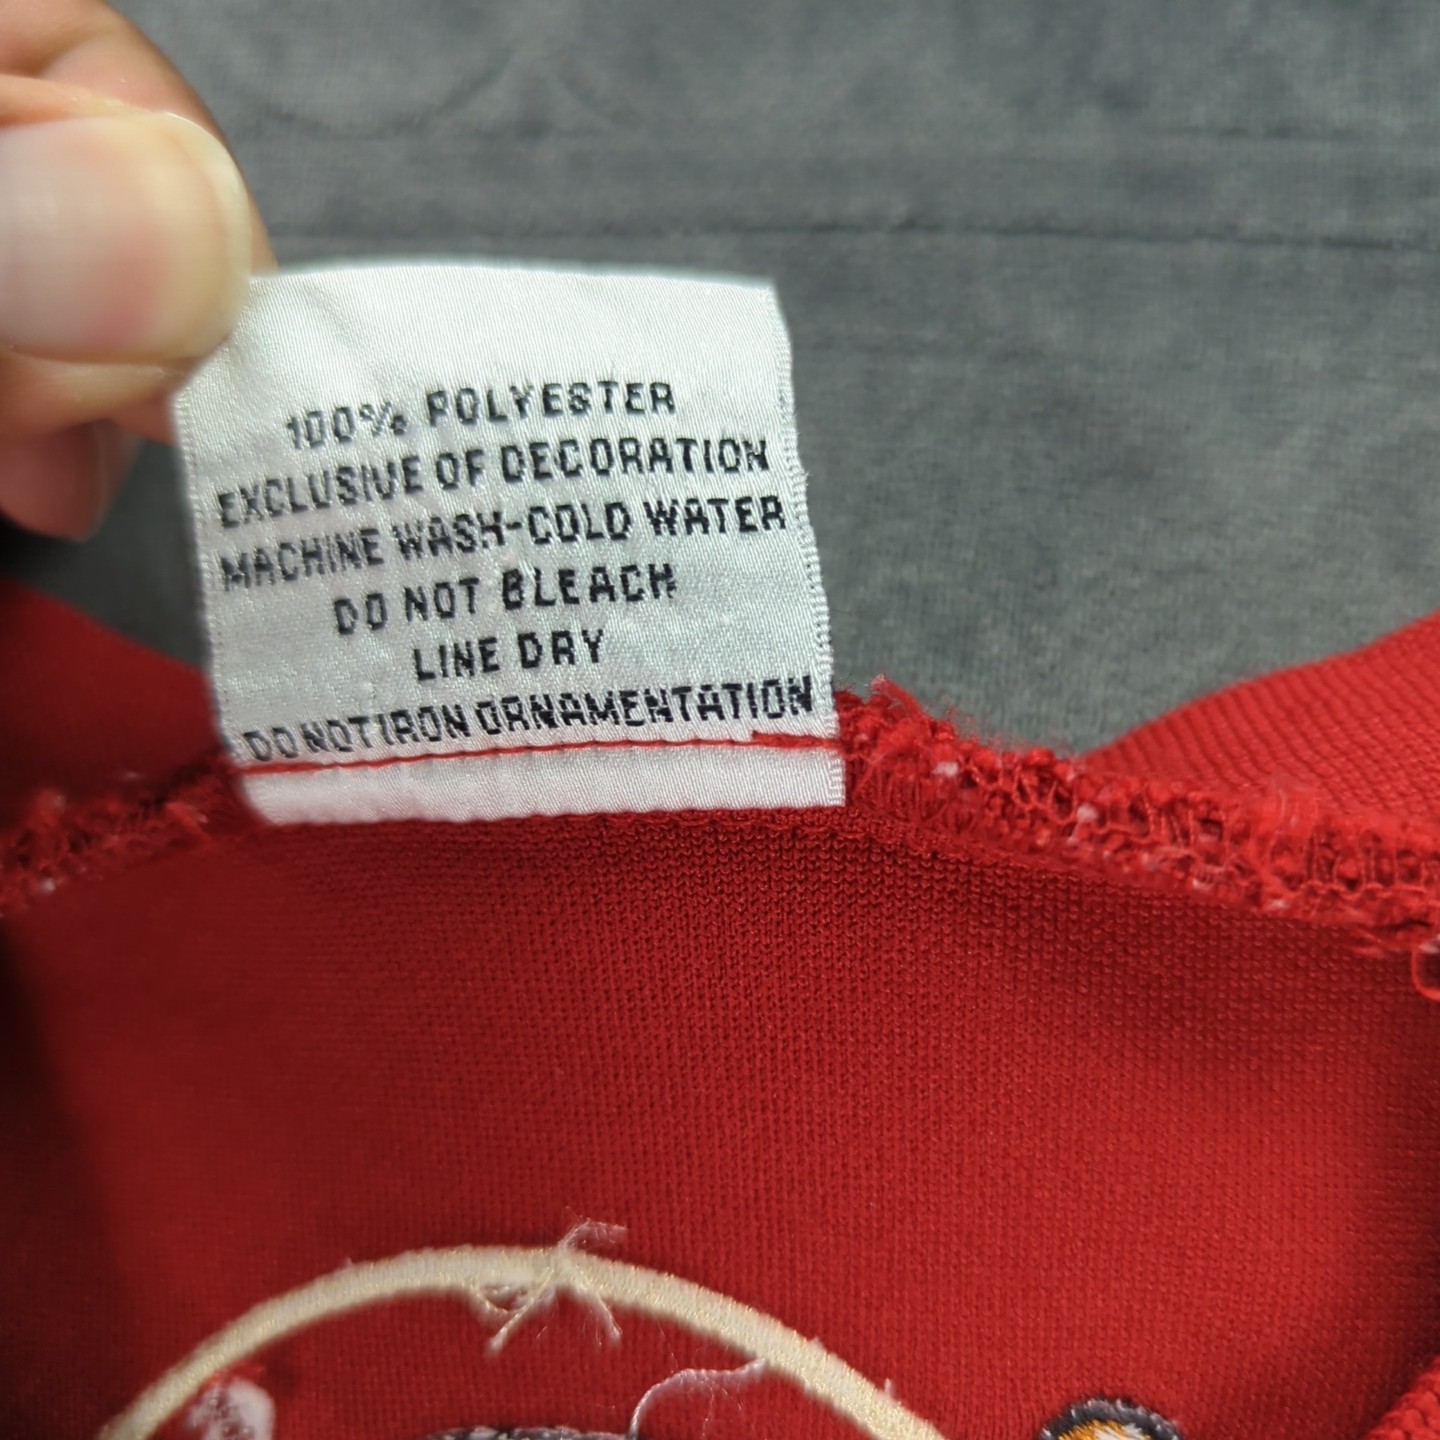 100% POLYESTER
EXCLUSIVE OF DECORATION
MACHINE WASH-COLD WATER
DO NOT BLEACH
LINE DRY
DO NOT IRON ORNAMENTATION